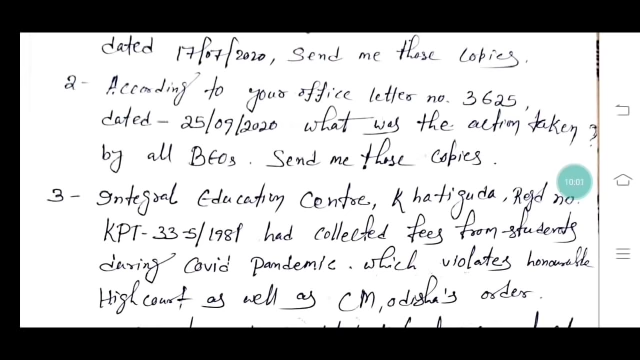 dated 17/07/2020, Send me those copies.
2- According to your office letter no. 3625,
dated - 25/09/2020 what was the action taken?
by all BEOs. Send me those copies.
10:01
3- Integral Education Centre, Khatiguda, Regd no.
KPT-335/1981 had collected fees from students
during Covid Pandemic. which violates honourable
High court as well as CM, odisha's order.